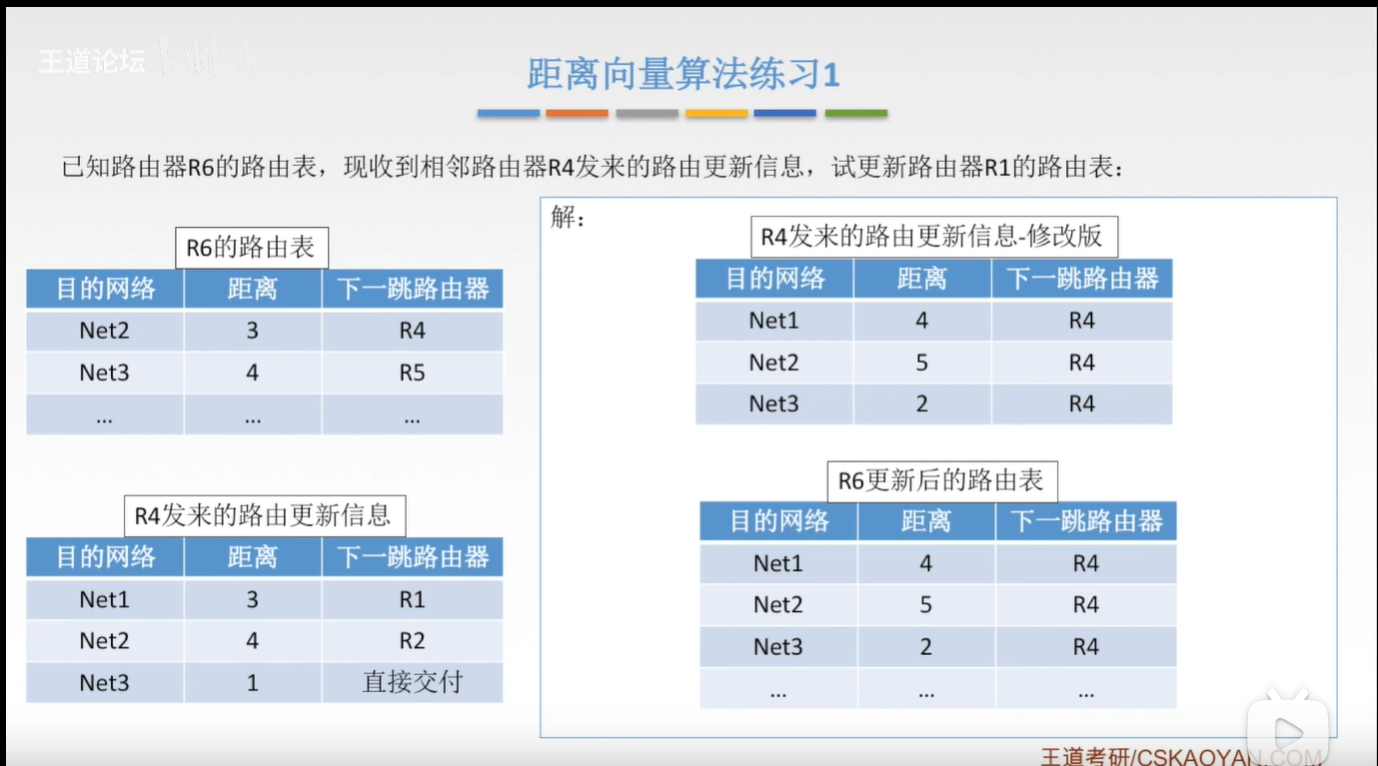 王道论坛
距离向量算法练习1
已知路由器R6的路由表，现收到相邻路由器R4发来的路由更新信息，试更新路由器R1的路由表：
R6的路由表
目的网络 距离 下一跳路由器
Net2 3 R4
Net3 4 R5
... ... ...
R4发来的路由更新信息
目的网络 距离 下一跳路由器
Net1 3 R1
Net2 4 R2
Net3 1 直接交付
解：
R4发来的路由更新信息-修改版
目的网络 距离 下一跳路由器
Net1 4 R4
Net2 5 R4
Net3 2 R4
R6更新后的路由表
目的网络 距离 下一跳路由器
Net1 4 R4
Net2 5 R4
Net3 2 R4
... ... ...
王道考研/CSKAOYAN.COM